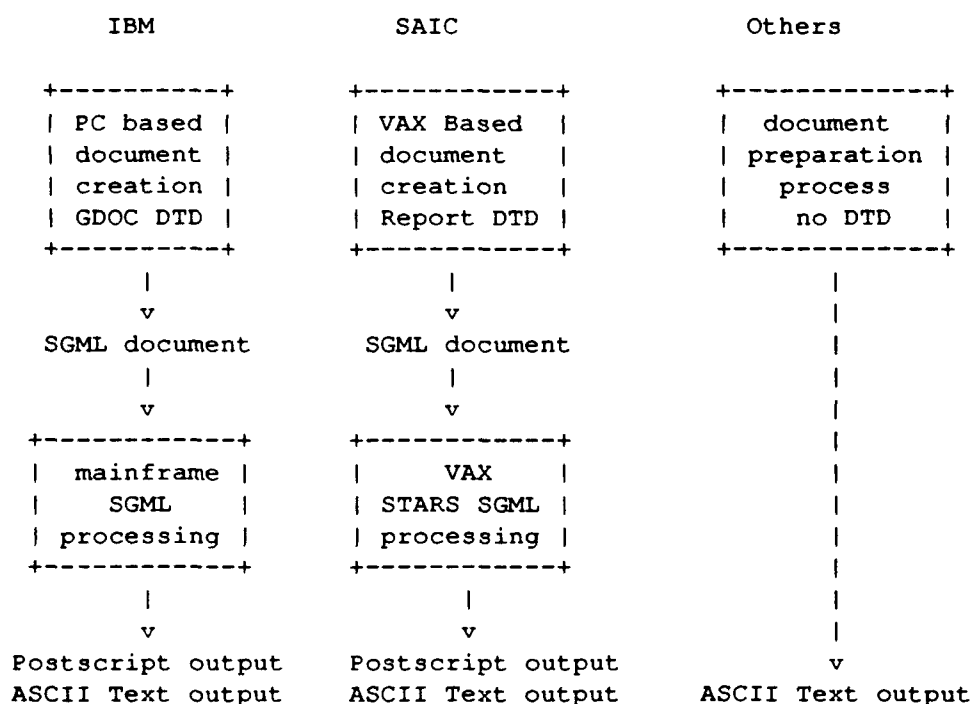 IBM SAIC Others
+----------+ +------------+ +-------------+
| PC based | | VAX Based | | document |
| document | | document | | preparation |
| creation | | creation | | process |
| GDOC DTD | | Report DTD | | no DTD |
+----------+ +------------+ +-------------+
| | |
v v |
SGML document SGML document |
| | |
v v |
+------------+ +------------+ |
| mainframe | | VAX | |
| SGML | | STARS SGML | |
| processing | | processing | |
+------------+ +------------+ |
| | |
v v |
Postscript output Postscript output v
ASCII Text output ASCII Text output ASCII Text output